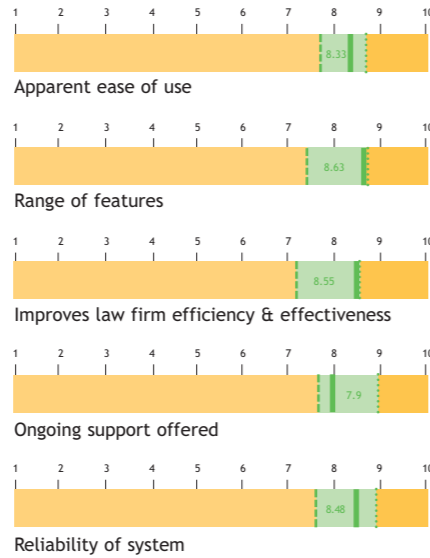 1 2 3 4 5 6 7 8 9 10
8.33
Apparent ease of use
1 2 3 4 5 6 7 8 9 10
8.63
Range of features
1 2 3 4 5 6 7 8 9 10
8.55
Improves law firm efficiency & effectiveness
1 2 3 4 5 6 7 8 9 10
7.9
Ongoing support offered
1 2 3 4 5 6 7 8 9 10
8.48
Reliability of system